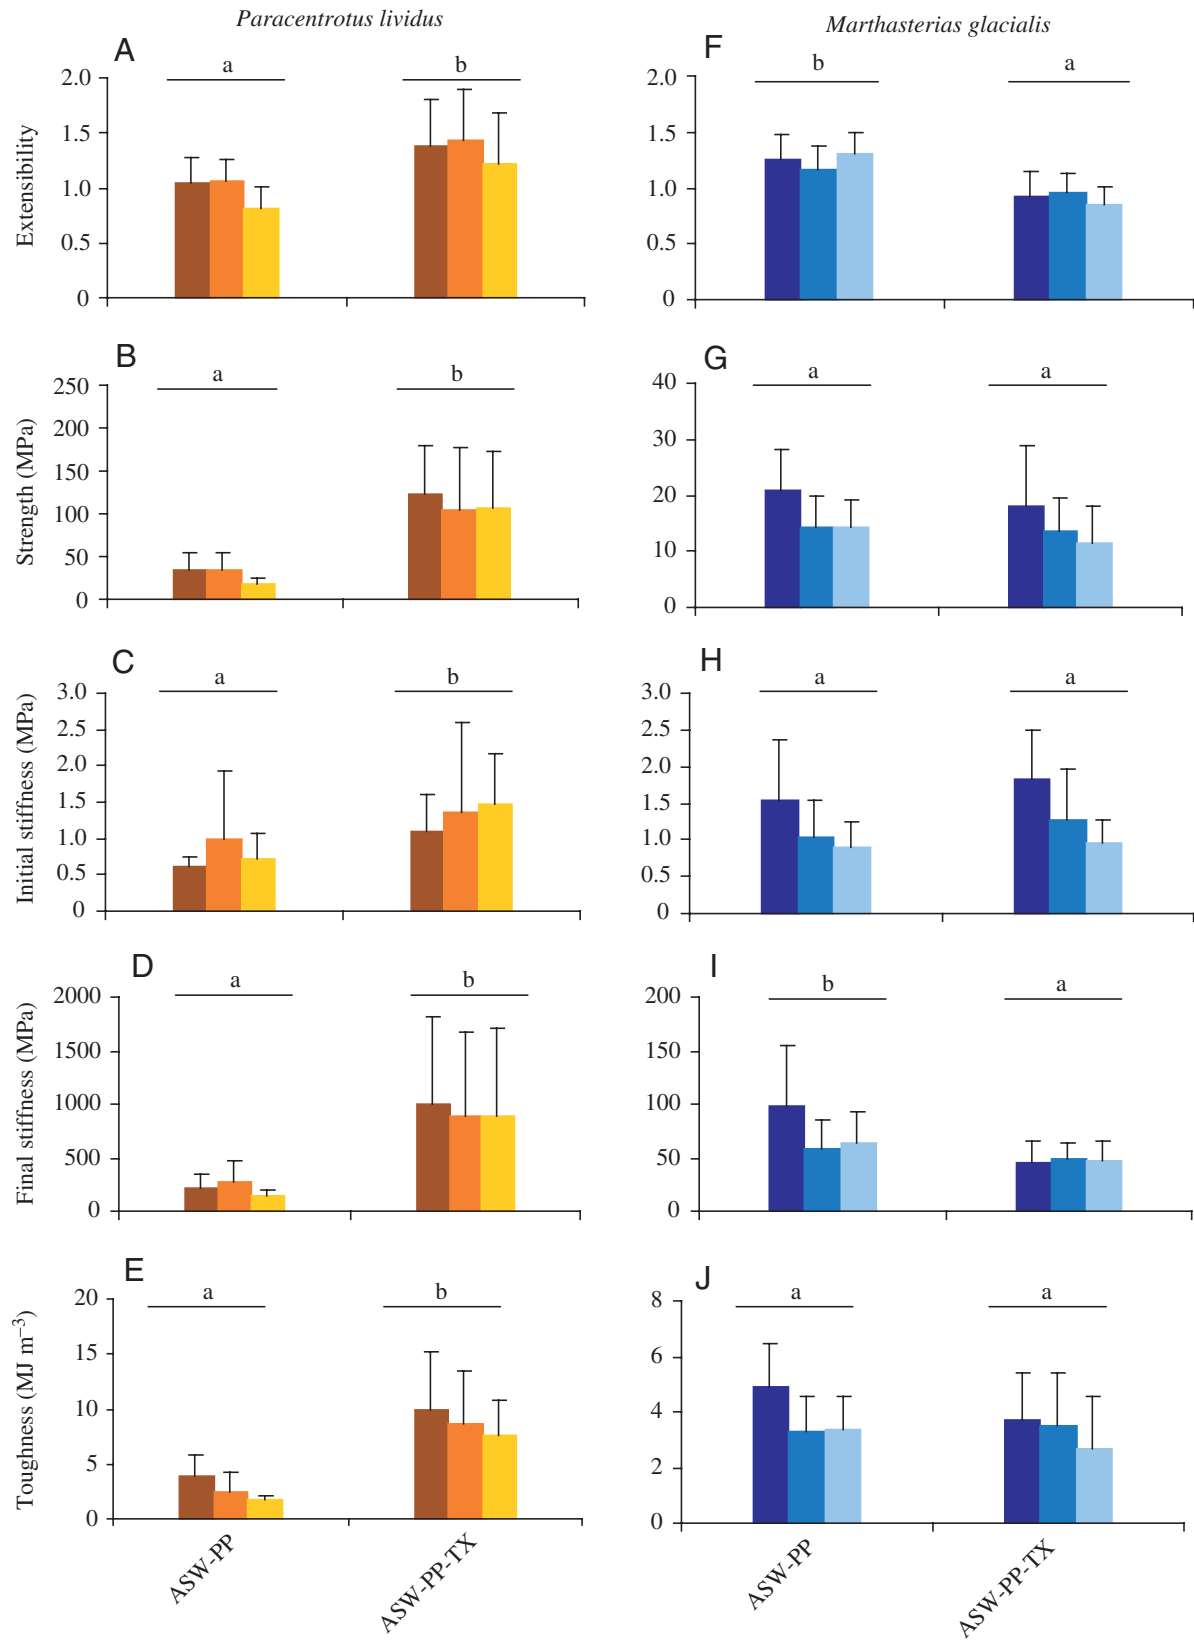 Paracentrotus lividus
Marthasterias glacialis
A
a
b
2.0
1.5
1.0
0.5
0
Extensibility
F
b
a
2.0
1.5
1.0
0.5
0
B
a
b
250
200
150
100
50
0
Strength (MPa)
G
a
a
40
30
20
10
0
C
a
b
3.0
2.5
2.0
1.5
1.0
0.5
0
Initial stiffness (MPa)
H
a
a
3.0
2.5
2.0
1.5
1.0
0.5
0
D
a
b
2000
1500
1000
500
0
Final stiffness (MPa)
I
b
a
200
150
100
50
0
E
a
b
20
15
10
5
0
Toughness (MJ m⁻³)
J
a
a
8
6
4
2
0
ASW-PP
ASW-PP-TX
ASW-PP
ASW-PP-TX